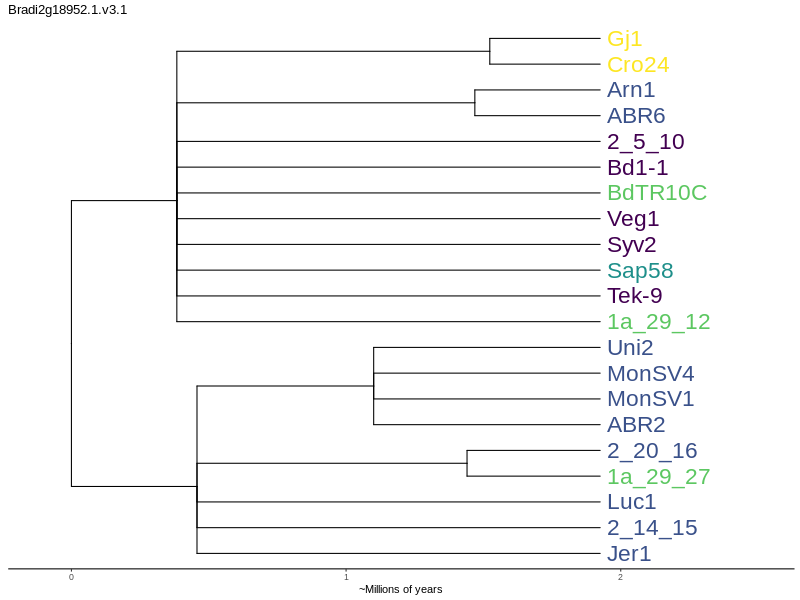 Bradi2g18952.1.v3.1
Gj1
Cro24
Arn1
ABR6
2_5_10
Bd1-1
BdTR10C
Veg1
Syv2
Sap58
Tek-9
1a_29_12
Uni2
MonSV4
MonSV1
ABR2
2_20_16
1a_29_27
Luc1
2_14_15
Jer1
0 1 2
~Millions of years